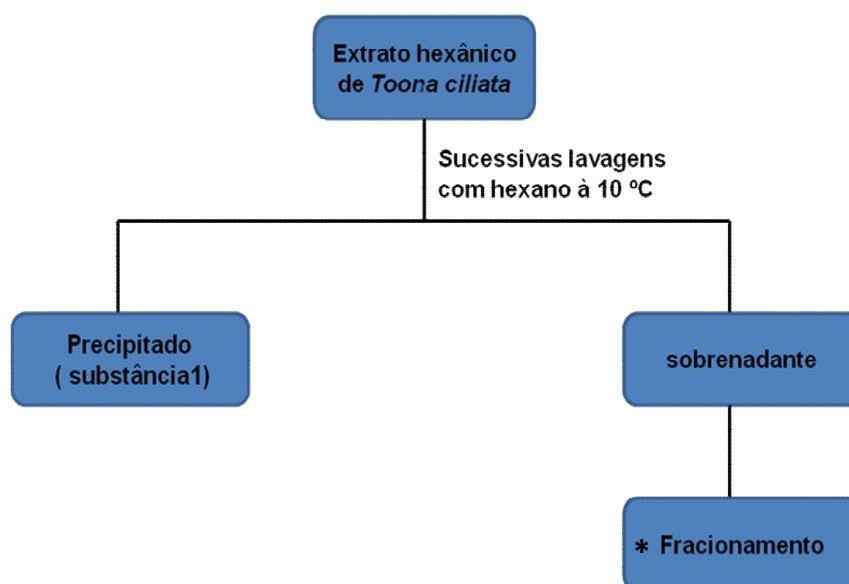 Extrato hexânico
de Toona ciliata
Sucessivas lavagens
com hexano à 10 ºC
Precipitado
( substância1)
sobrenadante
* Fracionamento